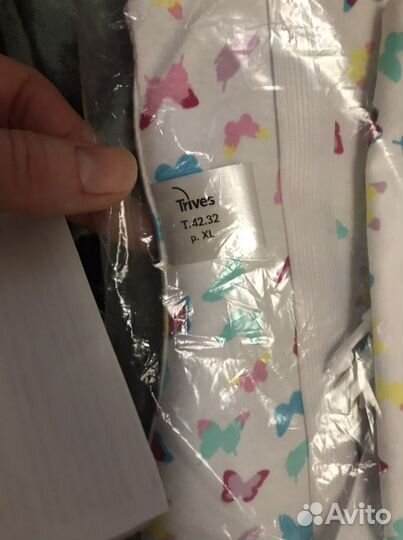 Trives
T.42.32
р. XL
Avito